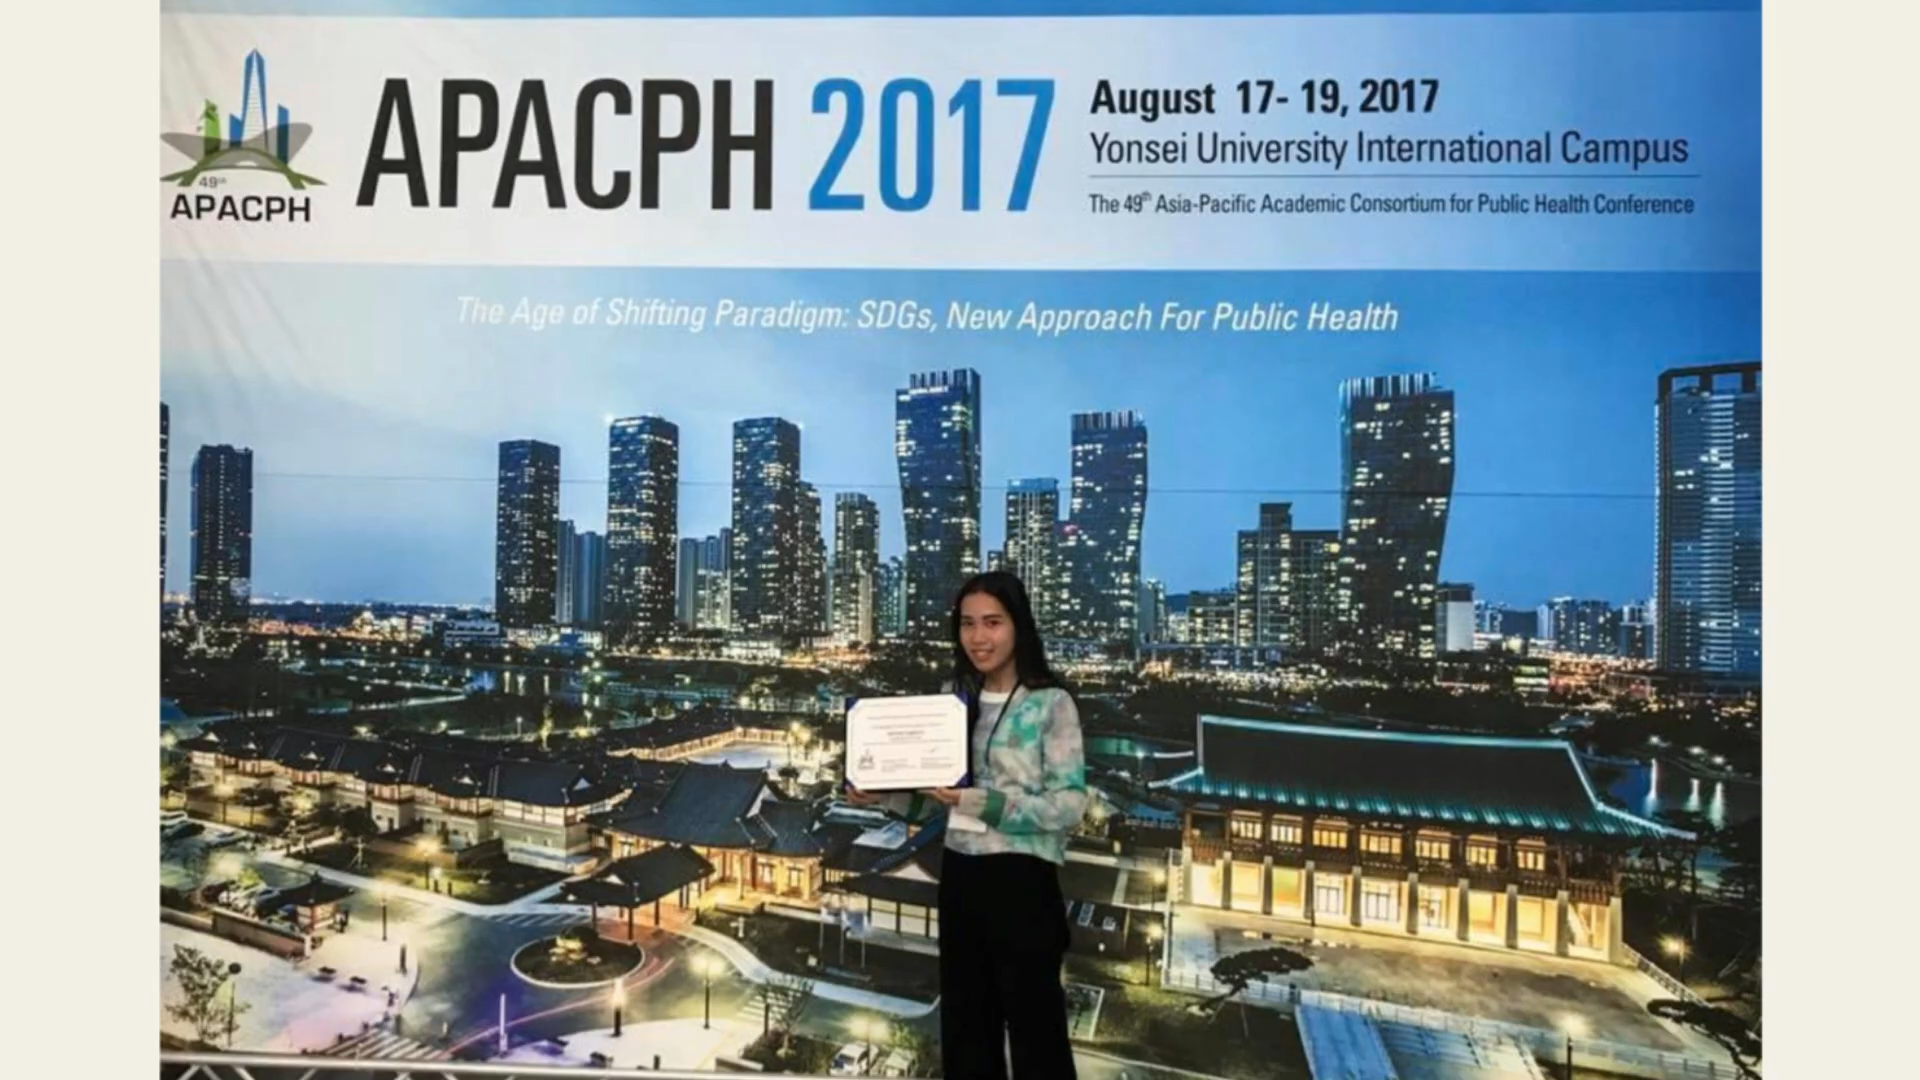 49th
APACPH
APACPH 2017
August 17- 19, 2017
Yonsei University International Campus
The 49th Asia-Pacific Academic Consortium for Public Health Conference
The Age of Shifting Paradigm: SDGs, New Approach For Public Health